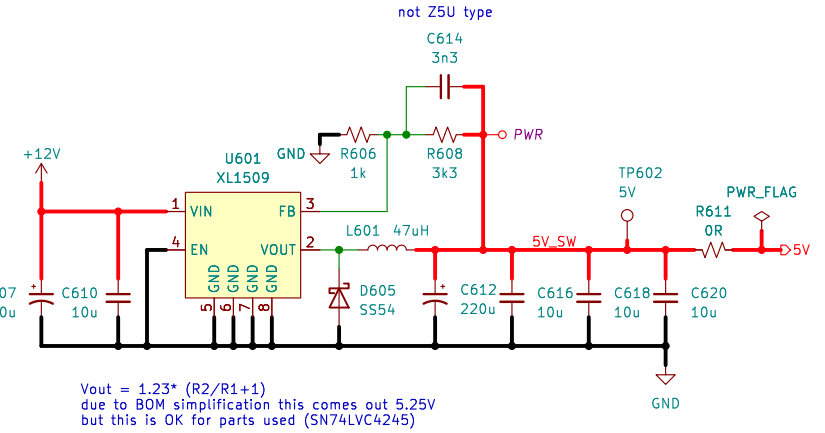 not Z5U type
C614
3n3
PWR
+12V
GND
R606
1k
R608
3k3
U601
XL1509
TP602
5V
PWR_FLAG
1
VIN
FB
3
R611
0R
L601 47uH
4
EN
VOUT
2
5V_SW
5V
GND
GND
GND
GND
5
6
7
8
07
0u
C610
10u
D605
SS54
C612
220u
C616
10u
C618
10u
C620
10u
GND
Vout = 1.23* (R2/R1+1)
due to BOM simplification this comes out 5.25V
but this is OK for parts used (SN74LVC4245)